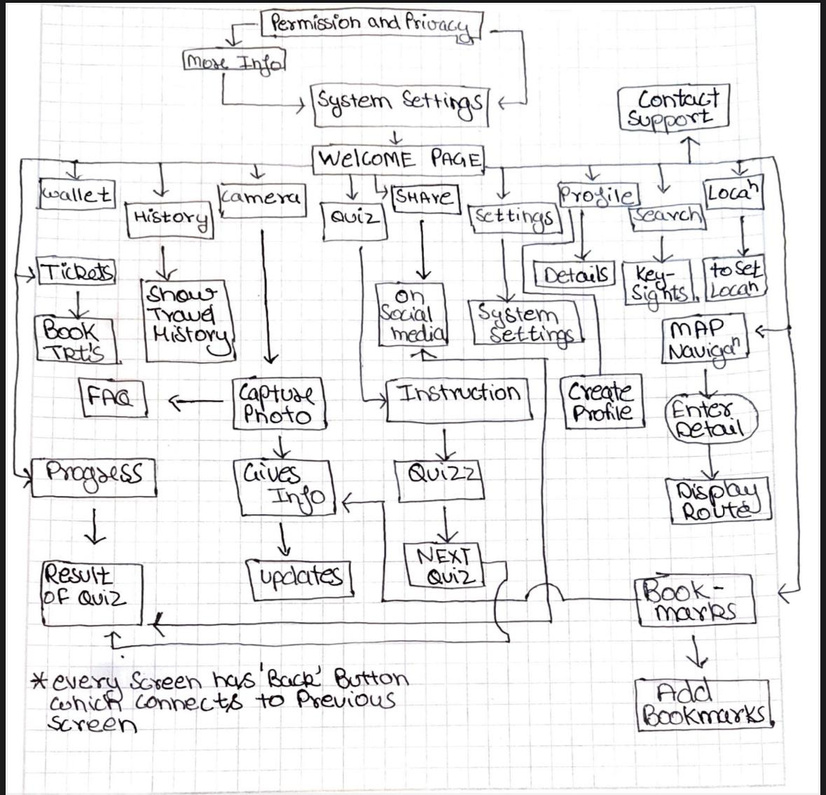 Permission and Privacy
More Info
System Settings
Contact
Support
WELCOME PAGE
Wallet
History
Camera
QUIZ
SHARE
Settings
Profile
Search
Locaⁿ
Tickets
Show
Travel
History
on
Social
media
System
Settings
Details
Key-
Sights
to set
Locaⁿ
Book
TRT's
MAP
Navigaⁿ
FAQ
Capture
Photo
Instruction
Create
Profile
Enter
Detail
Progress
Gives
Info
Quizz
Display
Route
Result
OF Quiz
updates
NEXT
QUIZ
Book-
marks
* every Screen has 'Back' Button
which connects to Previous
screen
Add
Bookmarks